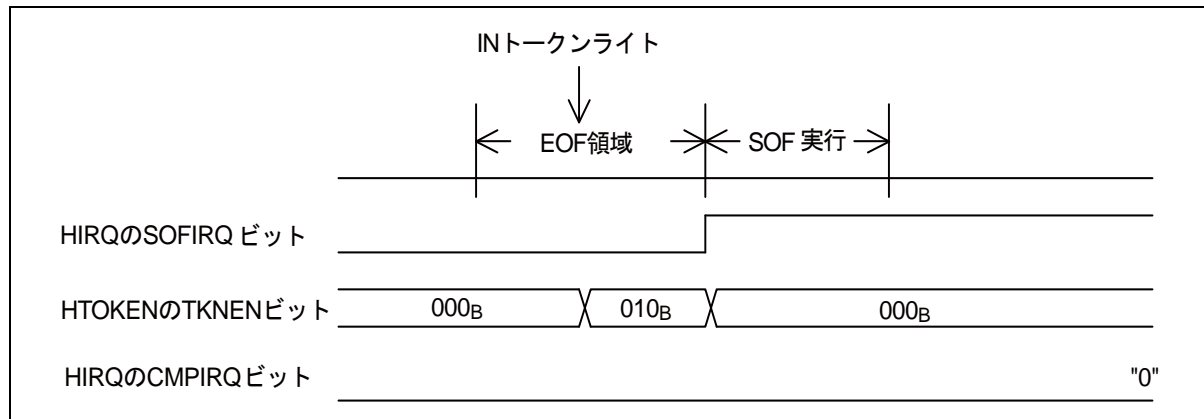 INトークンライト
EOF領域
SOF 実行
HIRQのSOFIRQ ビット
HTOKENのTKNENビット 000B 010B 000B
HIRQのCMPIRQビット "0"